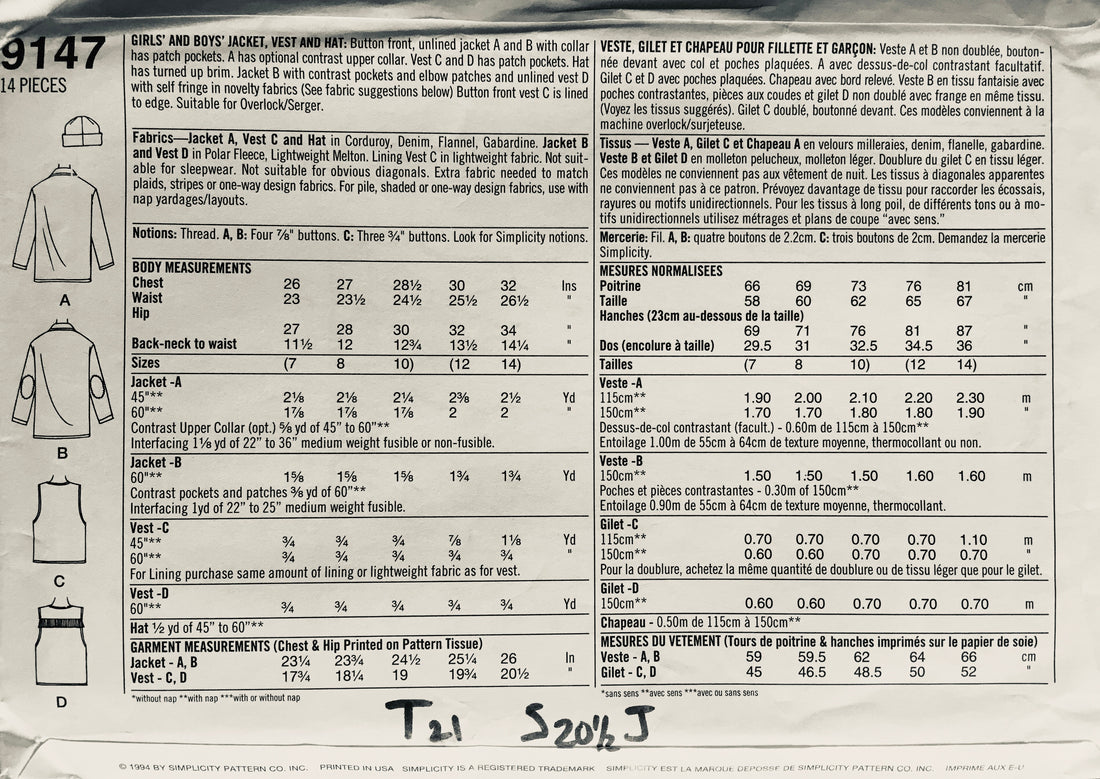 9147
14 PIECES
GIRLS' AND BOYS' JACKET, VEST AND HAT: Button front, unlined jacket A and B with collar
has patch pockets. A has optional contrast upper collar. Vest C and D has patch pockets. Hat
has turned up brim. Jacket B with contrast pockets and elbow patches and unlined vest D
with self fringe in novelty fabrics (See fabric suggestions below) Button front vest C is lined
to edge. Suitable for Overlock/Serger.
Fabrics—Jacket A, Vest C and Hat in Corduroy, Denim, Flannel, Gabardine. Jacket B
and Vest D in Polar Fleece, Lightweight Melton. Lining Vest C in lightweight fabric. Not suit-
able for sleepwear. Not suitable for obvious diagonals. Extra fabric needed to match
plaids, stripes or one-way design fabrics. For pile, shaded or one-way design fabrics, use with
nap yardages/layouts.
Notions: Thread. A, B: Four ⅞" buttons. C: Three ¾" buttons. Look for Simplicity notions.
BODY MEASUREMENTS
Chest 26 27 28½ 30 32 Ins
Waist 23 23½ 24½ 25½ 26½ "
Hip
27 28 30 32 34 "
Back-neck to waist 11½ 12 12¾ 13½ 14¼ "
Sizes (7 8 10) (12 14)
Jacket -A
45"** 2⅛ 2⅛ 2¼ 2⅜ 2½ Yd
60"** 1⅞ 1⅞ 1⅞ 2 2 "
Contrast Upper Collar (opt.) ⅝ yd of 45" to 60"**
Interfacing 1⅛ yd of 22" to 36" medium weight fusible or non-fusible.
Jacket -B
60"** 1⅝ 1⅝ 1⅝ 1¾ 1¾ Yd
Contrast pockets and patches ⅜ yd of 60"**
Interfacing 1yd of 22" to 25" medium weight fusible.
Vest -C
45"** ¾ ¾ ¾ ⅞ 1⅛ Yd
60"** ¾ ¾ ¾ ¾ ¾ "
For Lining purchase same amount of lining or lightweight fabric as for vest.
Vest -D
60"** ¾ ¾ ¾ ¾ ¾ Yd
Hat ½ yd of 45" to 60"**
GARMENT MEASUREMENTS (Chest & Hip Printed on Pattern Tissue)
Jacket - A, B 23¼ 23¾ 24½ 25¼ 26 In
Vest - C, D 17¾ 18¼ 19 19¾ 20½ "
*without nap **with nap ***with or without nap
VESTE, GILET ET CHAPEAU POUR FILLETTE ET GARÇON: Veste A et B non doublée, bouton-
née devant avec col et poches plaquées. A avec dessus-de-col contrastant facultatif.
Gilet C et D avec poches plaquées. Chapeau avec bord relevé. Veste B en tissu fantaisie avec
poches contrastantes, pièces aux coudes et gilet D non doublé avec frange en même tissu.
(Voyez les tissus suggérés). Gilet C doublé, boutonné devant. Ces modèles conviennent à la
machine overlock/surjeteuse.
Tissus — Veste A, Gilet C et Chapeau A en velours milleraies, denim, flanelle, gabardine.
Veste B et Gilet D en molleton pelucheux, molleton léger. Doublure du gilet C en tissu léger.
Ces modèles ne conviennent pas aux vêtement de nuit. Les tissus à diagonales apparentes
ne conviennent pas à ce patron. Prévoyez davantage de tissu pour raccorder les écossais,
rayures ou motifs unidirectionnels. Pour les tissus à long poil, de différents tons ou à mo-
tifs unidirectionnels utilisez métrages et plans de coupe "avec sens."
Mercerie: Fil. A, B: quatre boutons de 2.2cm. C: trois boutons de 2cm. Demandez la mercerie
Simplicity.
MESURES NORMALISEES
Poitrine 66 69 73 76 81 cm
Taille 58 60 62 65 67 "
Hanches (23cm au-dessous de la taille)
69 71 76 81 87 "
Dos (encolure à taille) 29.5 31 32.5 34.5 36 "
Tailles (7 8 10) (12 14)
Veste -A
115cm** 1.90 2.00 2.10 2.20 2.30 m
150cm** 1.70 1.70 1.80 1.80 1.90 "
Dessus-de-col contrastant (facult.) - 0.60m de 115cm à 150cm**
Entoilage 1.00m de 55cm à 64cm de texture moyenne, thermocollant ou non.
Veste -B
150cm** 1.50 1.50 1.50 1.60 1.60 m
Poches et pièces contrastantes - 0.30m of 150cm**
Entoilage 0.90m de 55cm à 64cm de texture moyenne, thermocollant.
Gilet -C
115cm** 0.70 0.70 0.70 0.70 1.10 m
150cm** 0.60 0.60 0.70 0.70 0.70 "
Pour la doublure, achetez la même quantité de doublure ou de tissu léger que pour le gilet.
Gilet -D
150cm** 0.60 0.60 0.70 0.70 0.70 m
Chapeau - 0.50m de 115cm à 150cm**
MESURES DU VETEMENT (Tours de poitrine & hanches imprimés sur le papier de soie)
Veste - A, B 59 59.5 62 64 66 cm
Gilet - C, D 45 46.5 48.5 50 52 "
*sans sens **avec sens ***avec ou sans sens
A
B
C
D
T21 S20½ J
© 1994 BY SIMPLICITY PATTERN CO. INC. PRINTED IN USA SIMPLICITY IS A REGISTERED TRADEMARK SIMPLICITY EST LA MARQUE DEPOSSE DE SIMPLICITY PATTERN CO. INC. IMPRIME AUX E-U